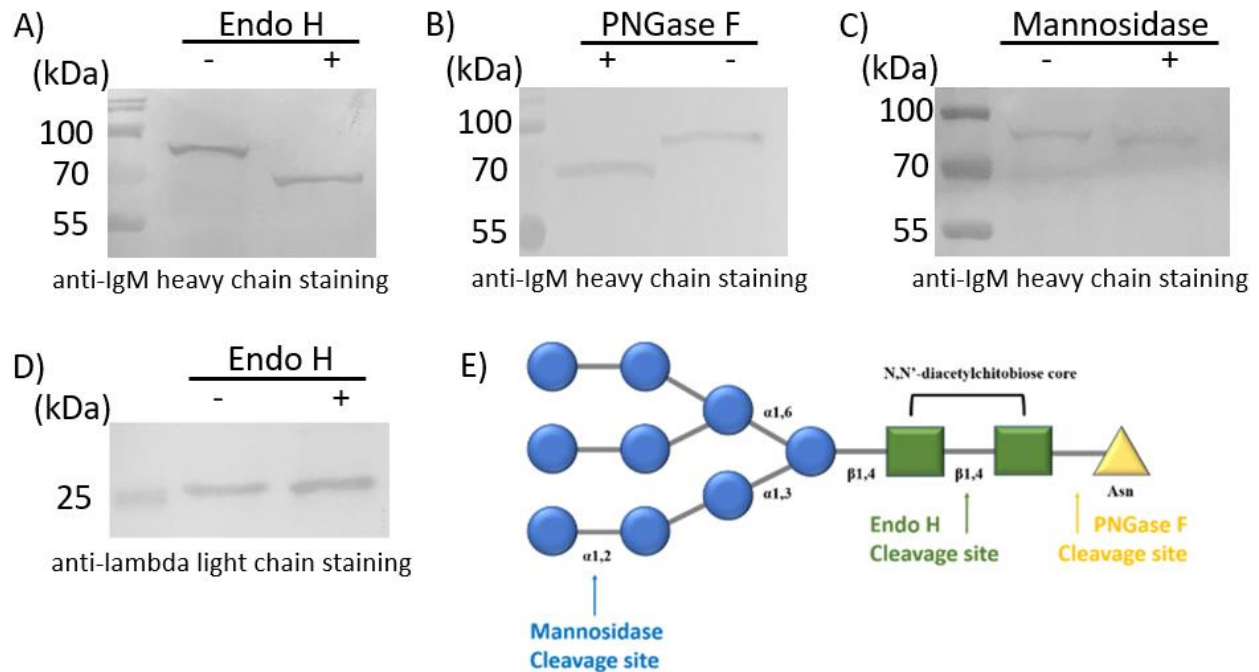 A)
Endo H
(kDa)
- +
100
70
55
anti-IgM heavy chain staining
B)
PNGase F
(kDa)
+ -
100
70
55
anti-IgM heavy chain staining
C)
Mannosidase
(kDa)
- +
100
70
55
anti-IgM heavy chain staining
D)
Endo H
(kDa)
- +
25
anti-lambda light chain staining
E)
N,N'-diacetylchitobiose core
α1,6
α1,3
α1,2
β1,4
β1,4
Asn
Mannosidase
Cleavage site
Endo H
Cleavage site
PNGase F
Cleavage site